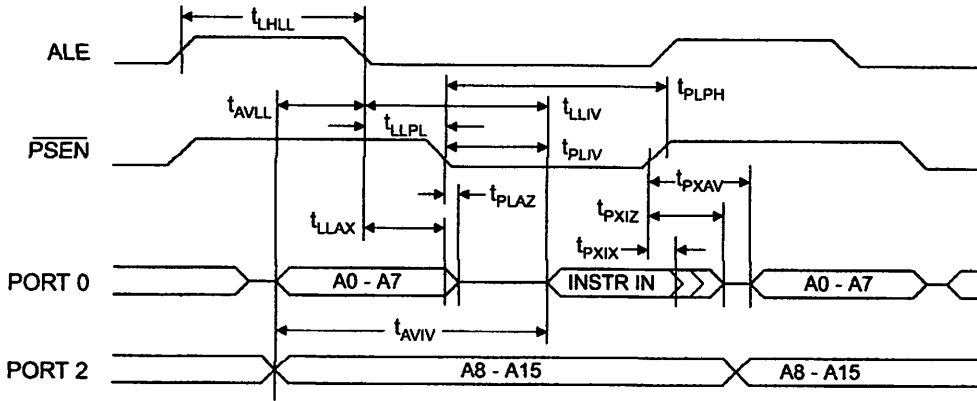 tLHLL
ALE
tPLPH
tAVLL
tLLIV
tLLPL
PSEN
tPLIV
tPXAV
tPLAZ
tPXIZ
tLLAX
tPXIX
PORT 0
A0 - A7
INSTR IN
A0 - A7
tAVIV
PORT 2
A8 - A15
A8 - A15